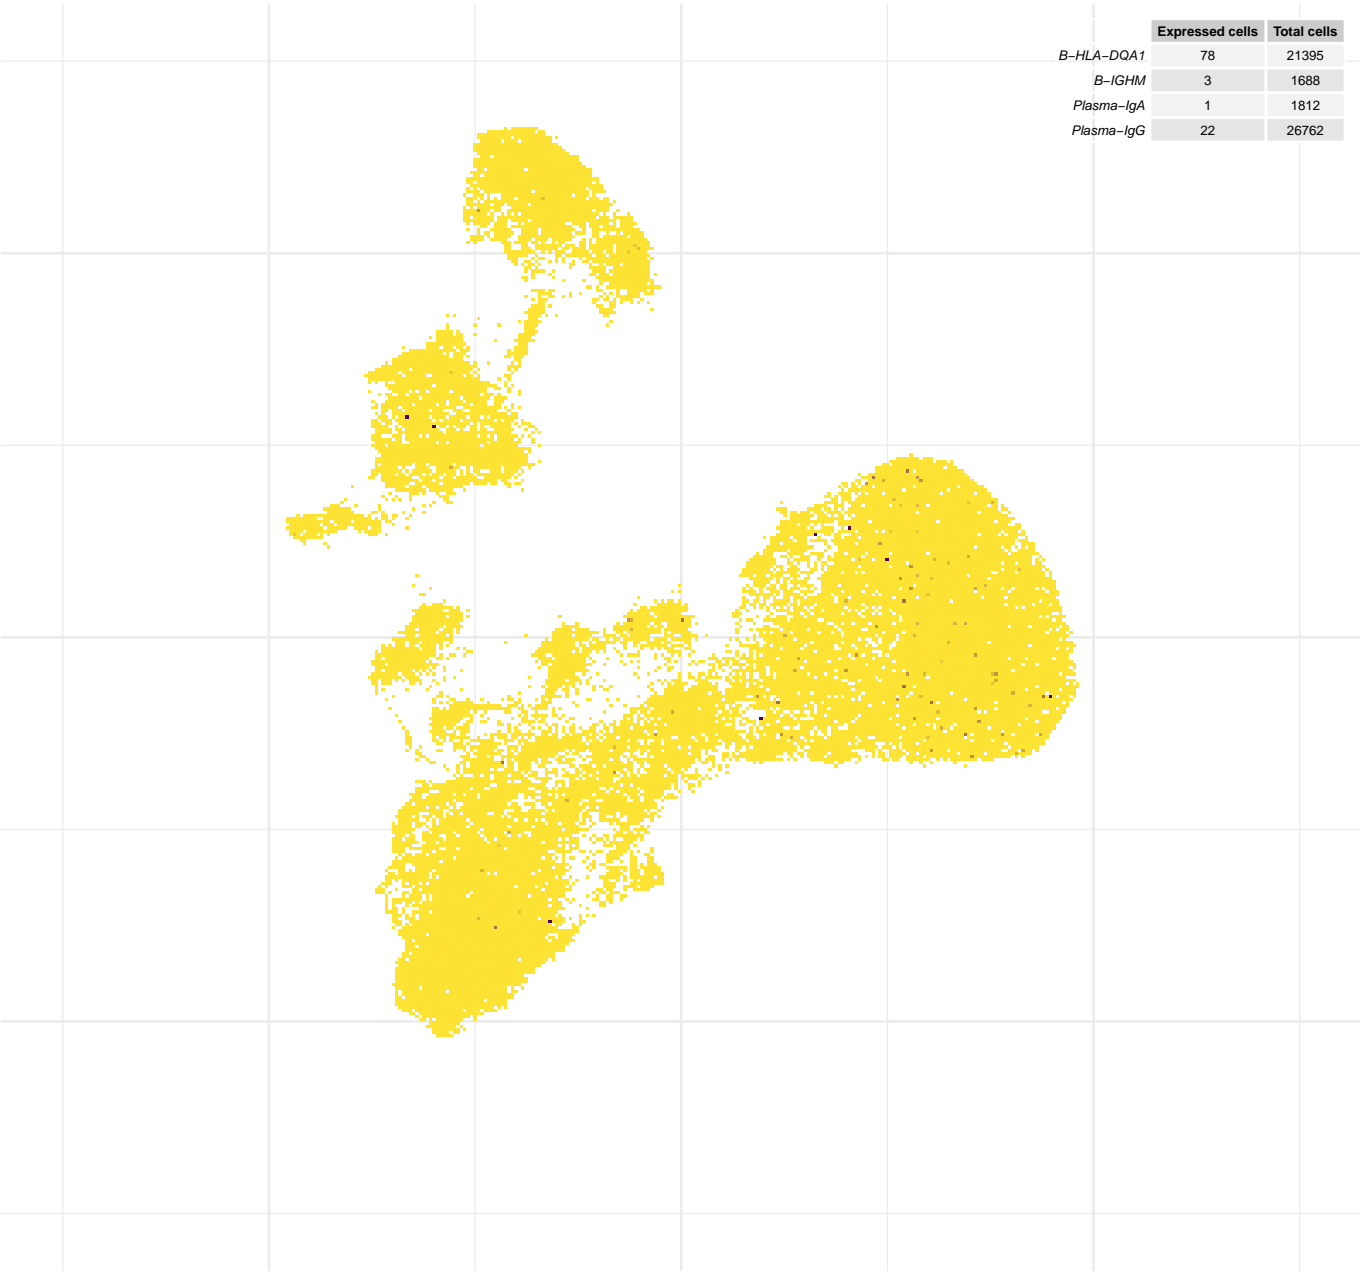 Expressed cells Total cells
B−HLA−DQA1 78 21395
B−IGHM 3 1688
Plasma−IgA 1 1812
Plasma−IgG 22 26762